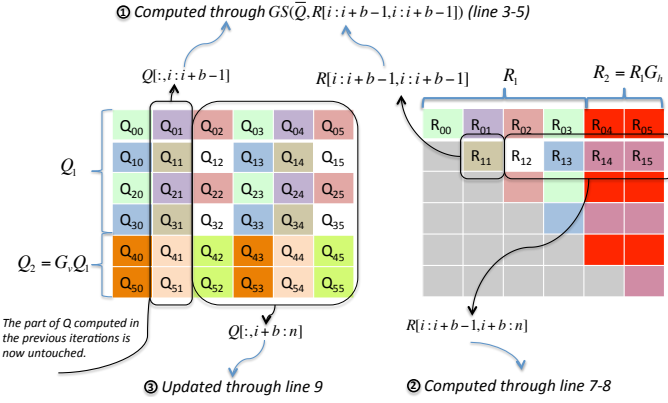 ① Computed through GS(Q̅, R[i:i+b−1,i:i+b−1]) (line 3-5)
Q[:,i:i+b−1]
R[i:i+b−1,i:i+b−1]
R₁
R₂ = R₁Gₕ
Q₀₀ Q₀₁ Q₀₂ Q₀₃ Q₀₄ Q₀₅
Q₁₀ Q₁₁ Q₁₂ Q₁₃ Q₁₄ Q₁₅
Q₂₀ Q₂₁ Q₂₂ Q₂₃ Q₂₄ Q₂₅
Q₃₀ Q₃₁ Q₃₂ Q₃₃ Q₃₄ Q₃₅
Q₄₀ Q₄₁ Q₄₂ Q₄₃ Q₄₄ Q₄₅
Q₅₀ Q₅₁ Q₅₂ Q₅₃ Q₅₄ Q₅₅
Q₁
Q₂ = GᵥQ₁
R₀₀ R₀₁ R₀₂ R₀₃ R₀₄ R₀₅
R₁₁ R₁₂ R₁₃ R₁₄ R₁₅
The part of Q computed in
the previous iterations is
now untouched.
Q[:,i+b:n]
R[i:i+b−1,i+b:n]
③ Updated through line 9
② Computed through line 7-8